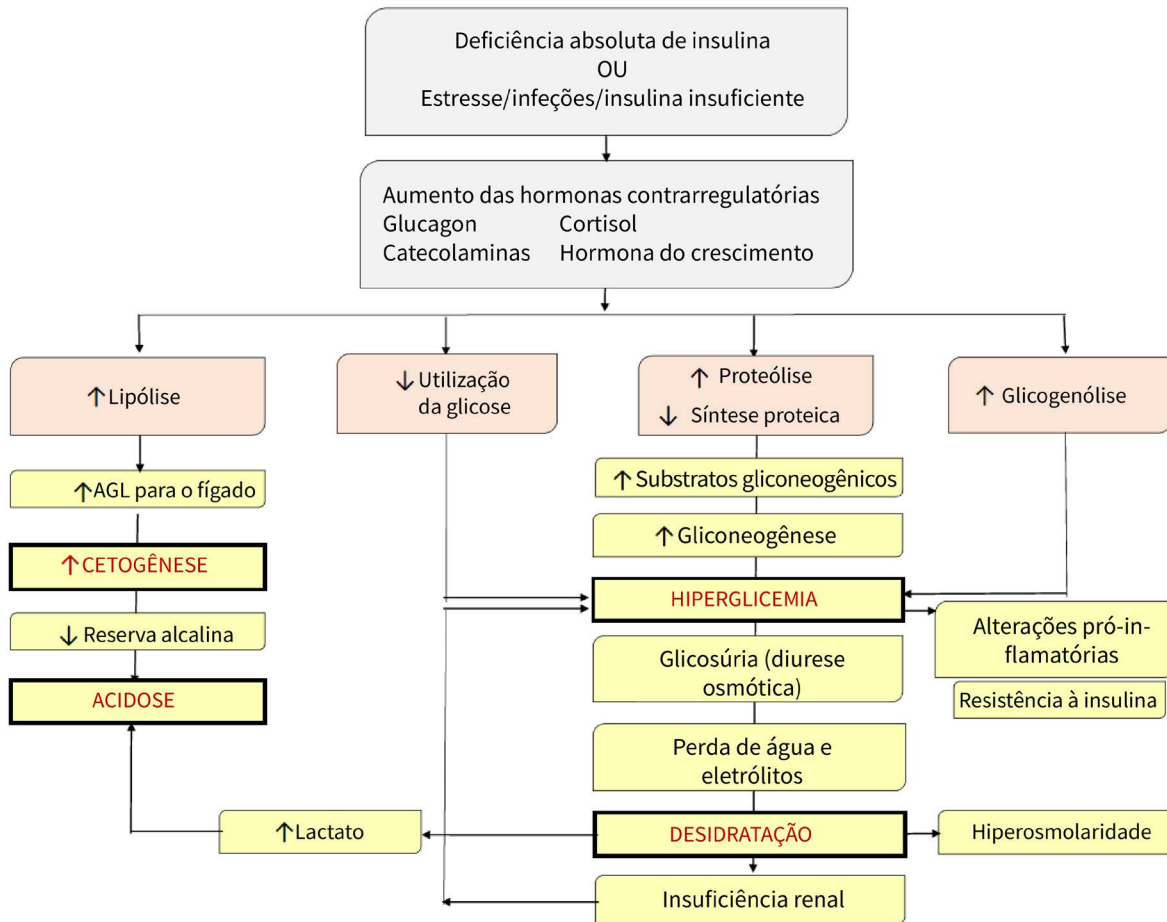 Deficiência absoluta de insulina
OU
Estresse/infeções/insulina insuficiente
Aumento das hormonas contrarregulatórias
Glucagon Cortisol
Catecolaminas Hormona do crescimento
↑Lipólise
↓ Utilização
da glicose
↑ Proteólise
↓ Síntese proteica
↑ Glicogenólise
↑AGL para o fígado
↑CETOGÊNESE
↓ Reserva alcalina
ACIDOSE
↑Substratos gliconeogênicos
↑ Gliconeogênese
HIPERGLICEMIA
Alterações pró-in-
flamatórias
Resistência à insulina
Glicosúria (diurese
osmótica)
Perda de água e
eletrólitos
↑Lactato
DESIDRATAÇÃO
Hiperosmolaridade
Insuficiência renal